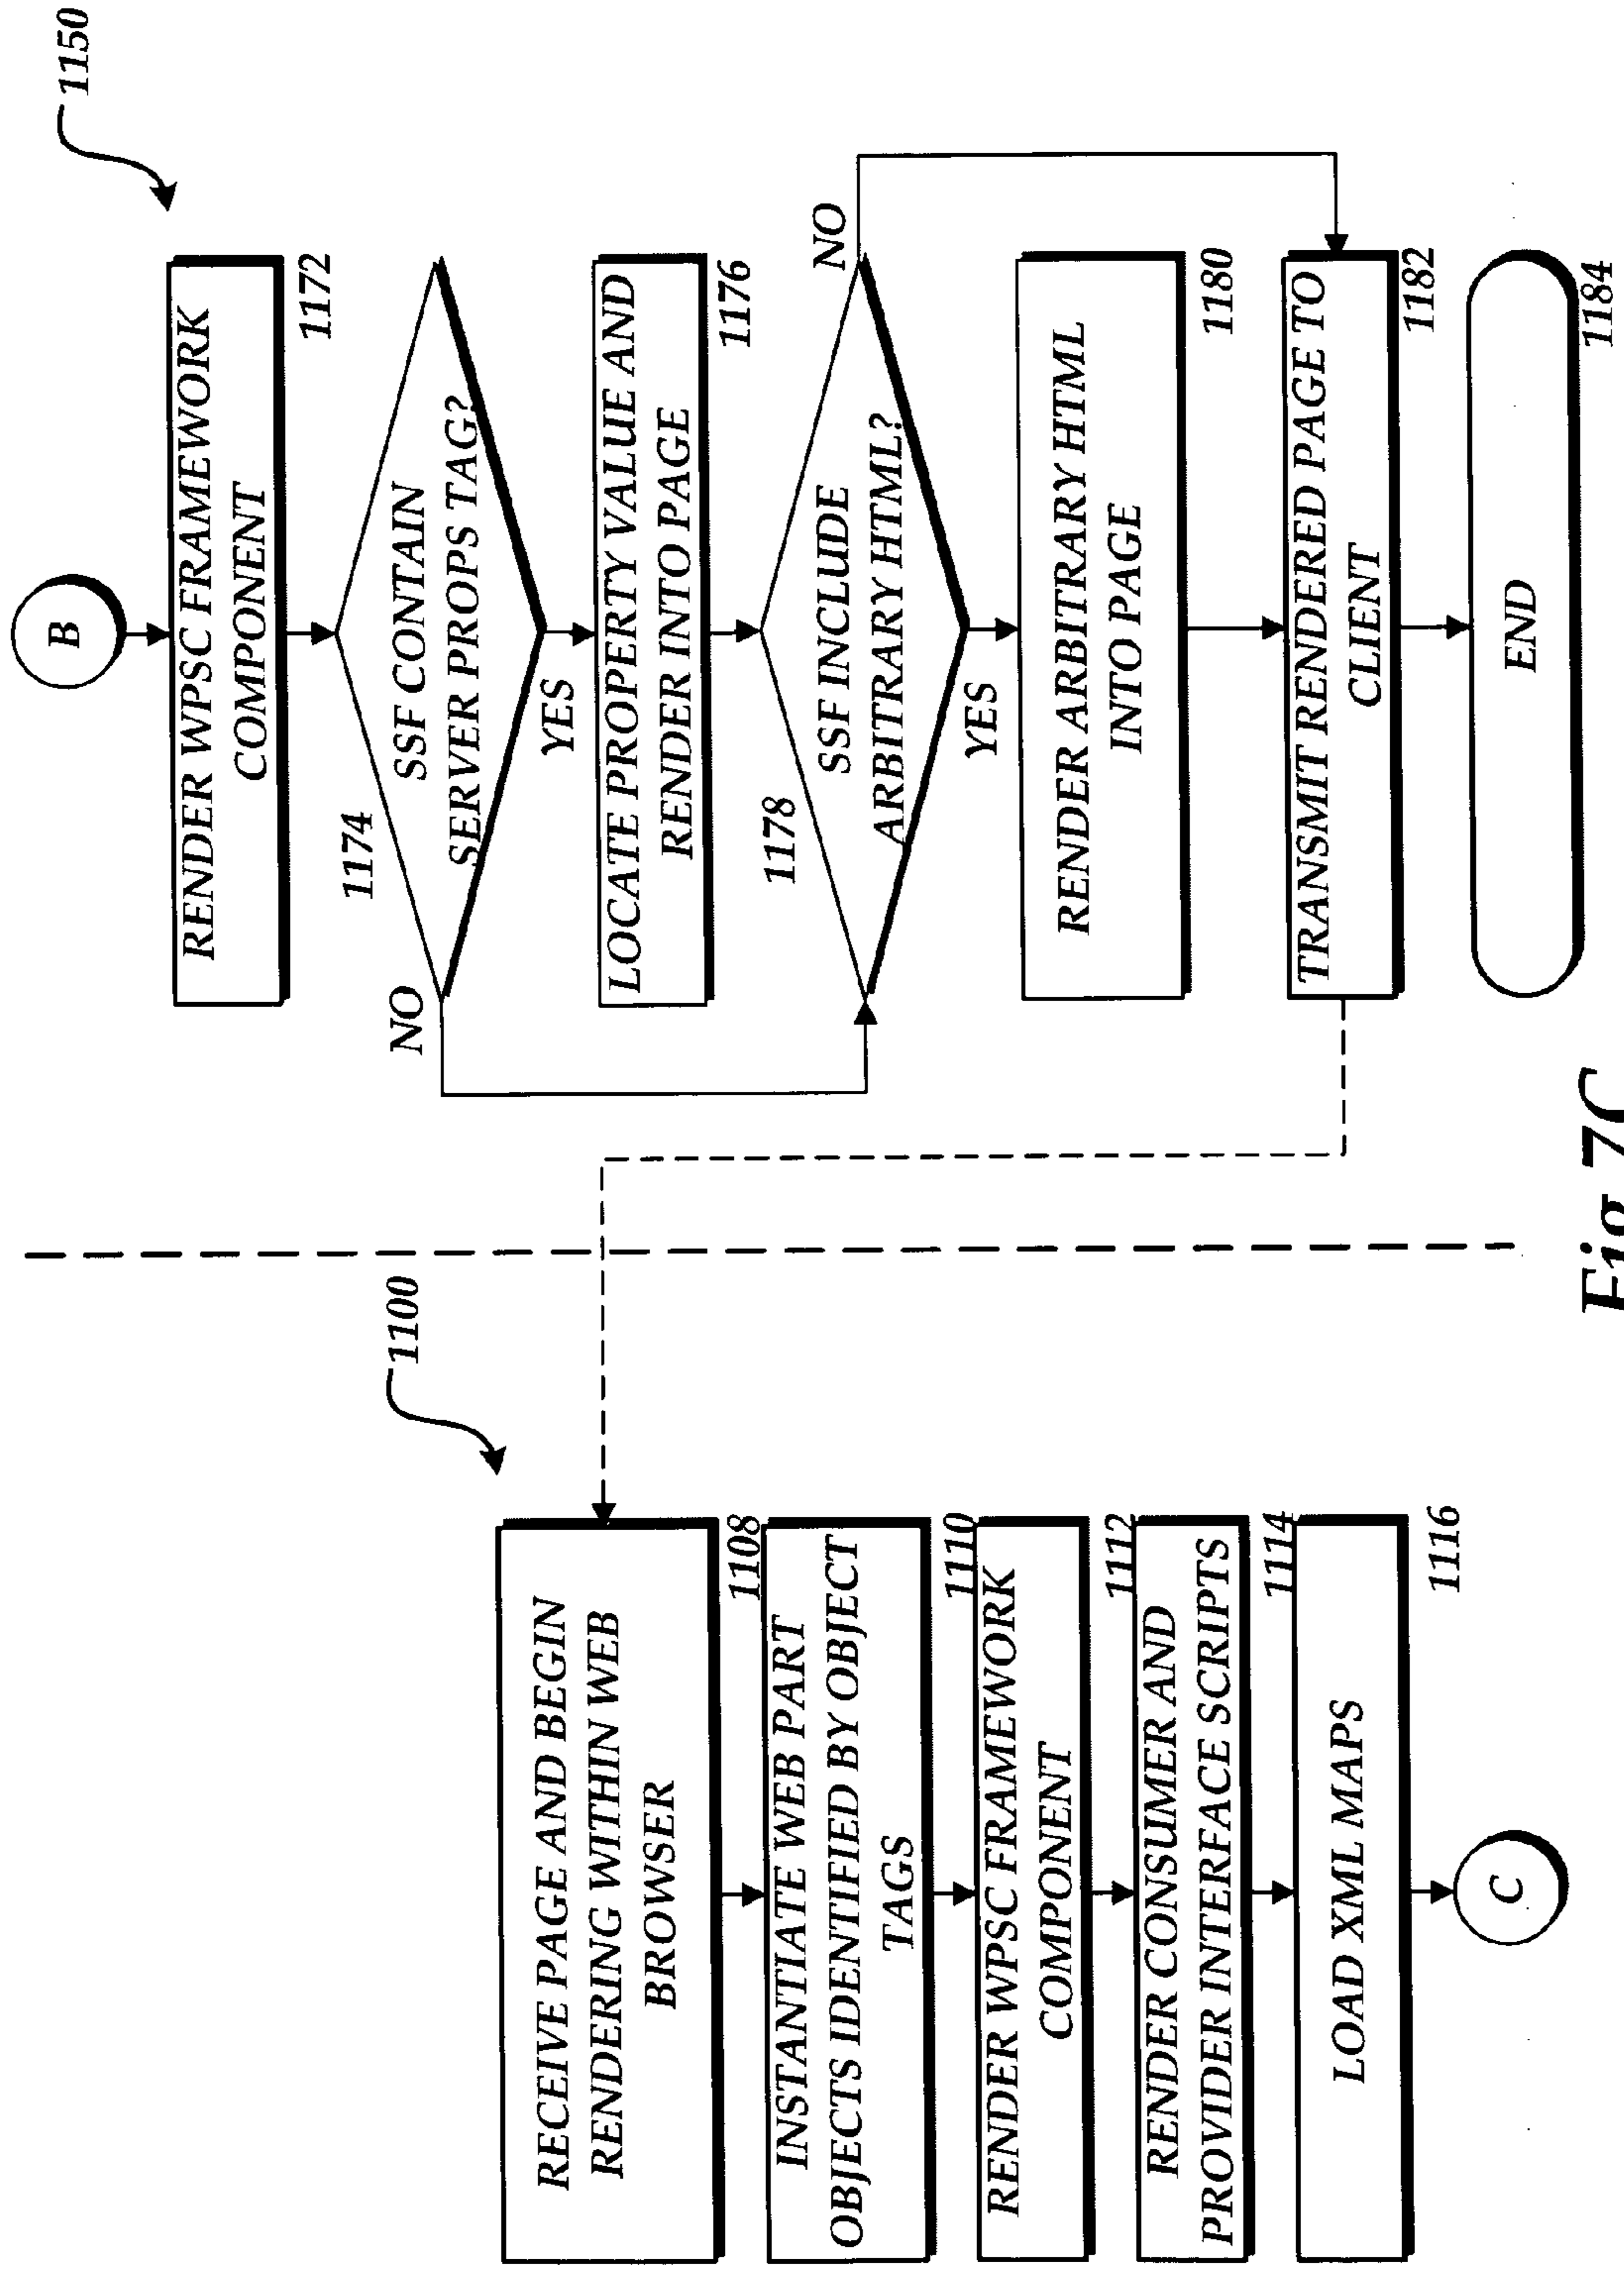 1150
B
RENDER WPSC FRAMEWORK
COMPONENT
1172
1174
SSF CONTAIN
SERVER PROPS TAG?
NO
YES
LOCATE PROPERTY VALUE AND
RENDER INTO PAGE
1176
1178
SSF INCLUDE
ARBITRARY HTML?
NO
YES
RENDER ARBITRARY HTML
INTO PAGE
1180
TRANSMIT RENDERED PAGE TO
CLIENT
1182
END
1184
1100
RECEIVE PAGE AND BEGIN
RENDERING WITHIN WEB
BROWSER
1108
INSTANTIATE WEB PART
OBJECTS IDENTIFIED BY OBJECT
TAGS
1110
RENDER WPSC FRAMEWORK
COMPONENT
1112
RENDER CONSUMER AND
PROVIDER INTERFACE SCRIPTS
1114
LOAD XML MAPS
1116
C
Fig.7C